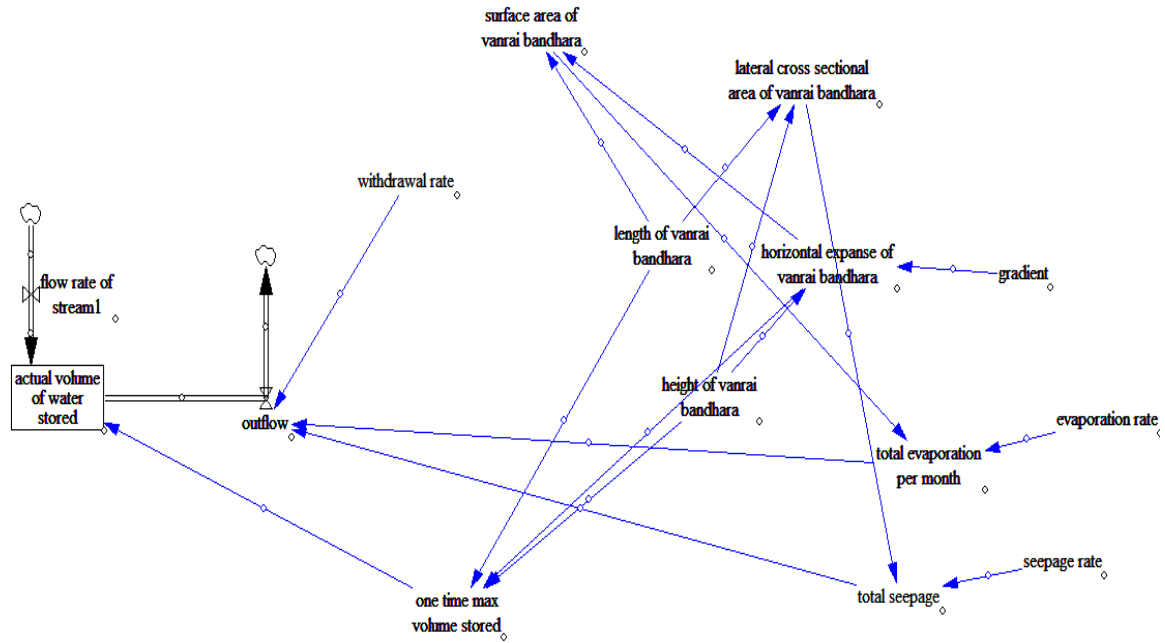 surface area of
vanrai bandhara
lateral cross sectional
area of vanrai bandhara
withdrawal rate
length of vanrai
bandhara
horizontal expanse of
vanrai bandhara
gradient
flow rate of
stream1
actual volume
of water
stored
outflow
height of vanrai
bandhara
evaporation rate
total evaporation
per month
seepage rate
total seepage
one time max
volume stored